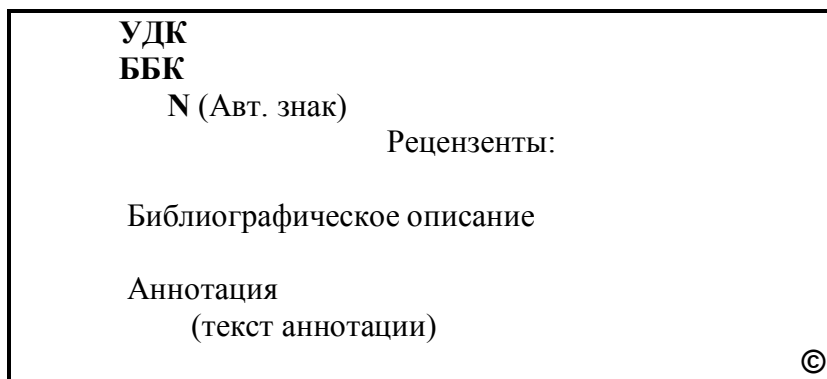 УДК
ББК
N (Авт. знак)
Рецензенты:
Библиографическое описание
Аннотация
(текст аннотации)
©